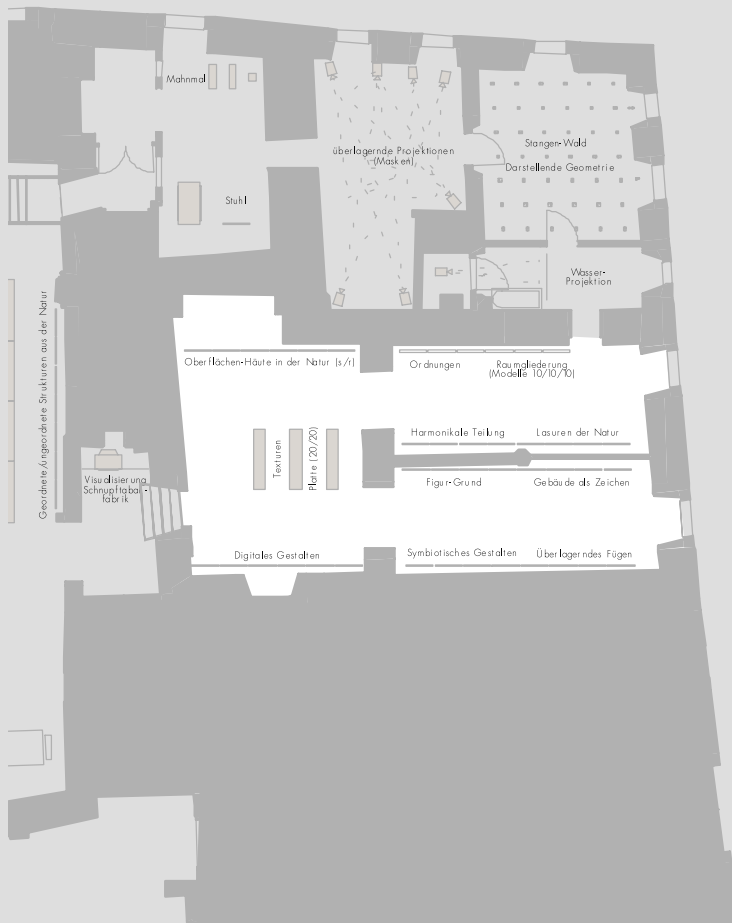 Mahnmal
Stuhl
überlagernde Projektionen
(Masken)
Stangen-Wald
Darstellende Geometrie
Wasser-
Projektion
Geordnete/Ungeordnete Strukturen aus der Natur
Oberflächen-Häute in der Natur (s/r)
Ordnungen
Raumgliederung
(Modelle 10/10/10)
Harmonikale Teilung
Lasuren der Natur
Texturen
Platte (20/20)
Visualisierung
Schnupftabak-
fabrik
Figur-Grund
Gebäude als Zeichen
Digitales Gestalten
Symbiotisches Gestalten
Überlagerndes Fügen